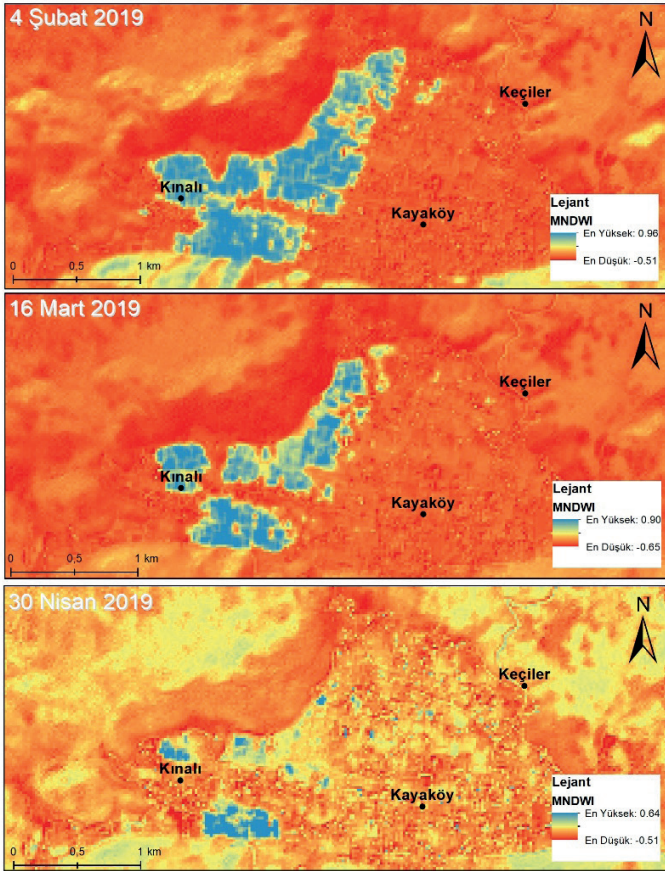 4 Şubat 2019
N
Keçiler
Kınalı
Kayaköy
Lejant
MNDWI
En Yüksek: 0.96
En Düşük: -0.51
0 0,5 1 km
16 Mart 2019
N
Keçiler
Kınalı
Kayaköy
Lejant
MNDWI
En Yüksek: 0.90
En Düşük: -0.65
0 0,5 1 km
30 Nisan 2019
N
Keçiler
Kınalı
Kayaköy
Lejant
MNDWI
En Yüksek: 0.64
En Düşük: -0.51
0 0,5 1 km